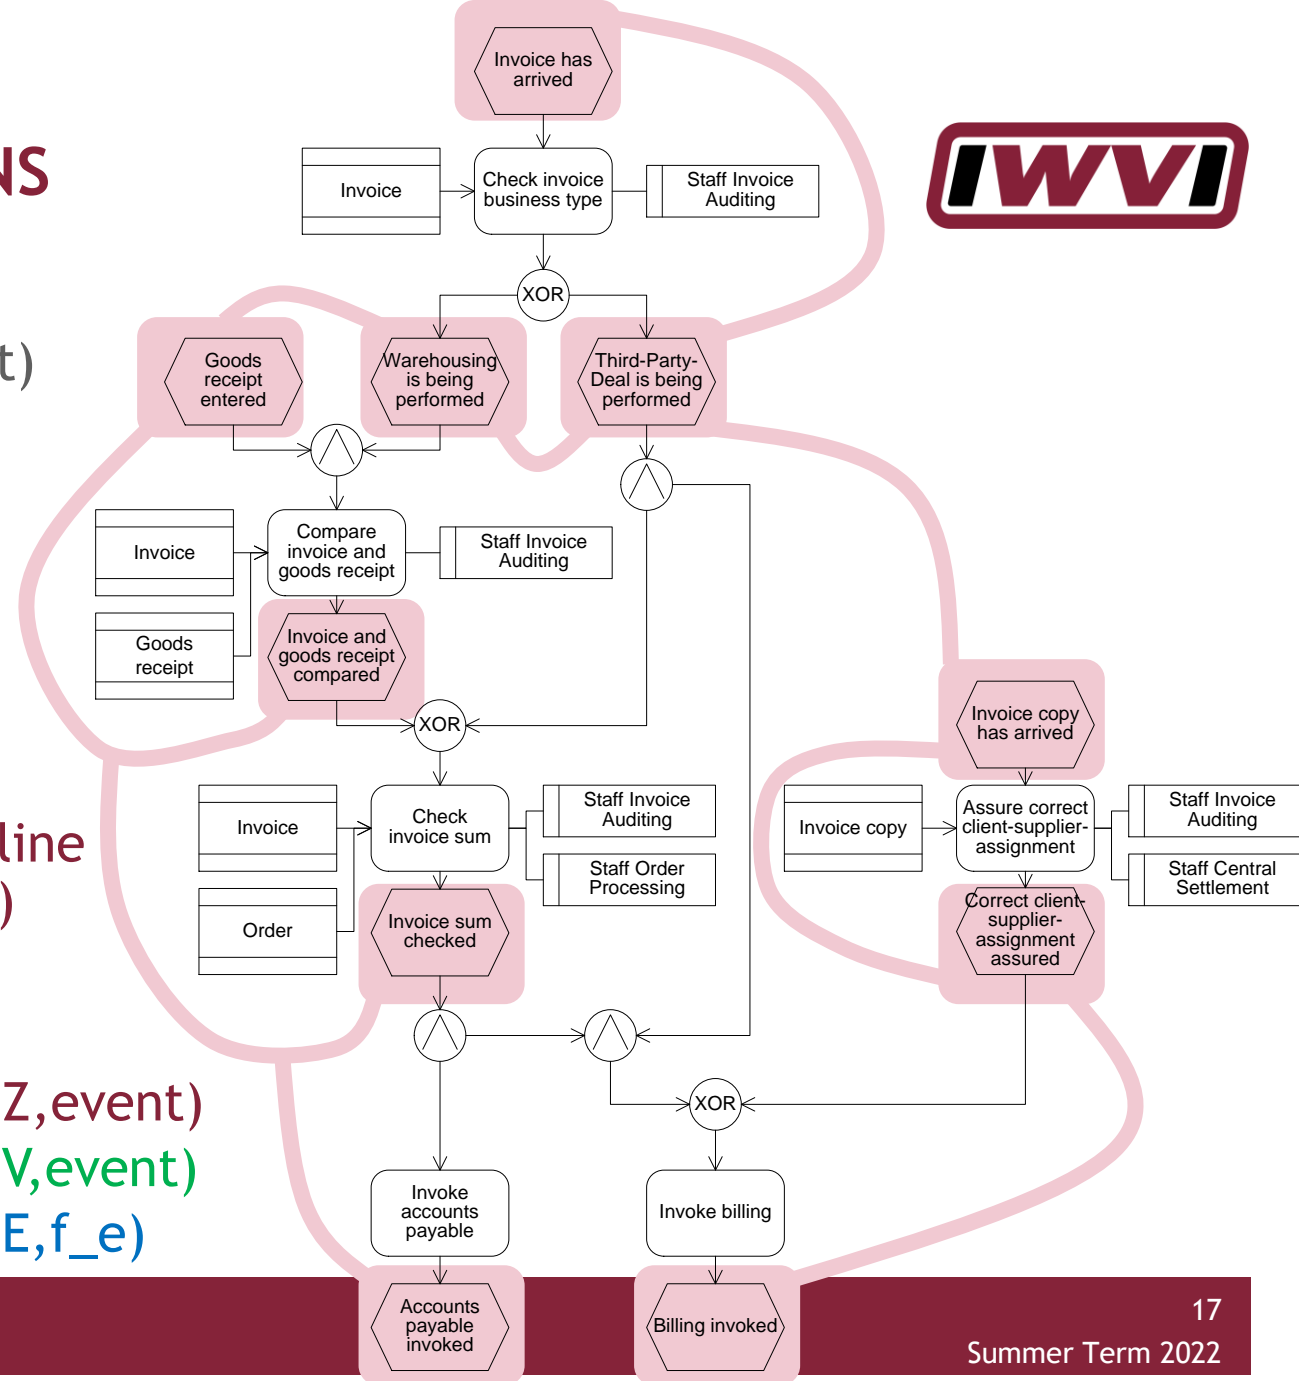 NS
t)
line
)
Z,event)
V,event)
E,f_e)
Invoice has
arrived
IWVI
Invoice
Check invoice
business type
Staff Invoice
Auditing
XOR
Goods
receipt
entered
Warehousing
is being
performed
Third-Party-
Deal is being
performed
Invoice
Compare
invoice and
goods receipt
Staff Invoice
Auditing
Goods
receipt
Invoice and
goods receipt
compared
XOR
Invoice copy
has arrived
Invoice
Check
invoice sum
Staff Invoice
Auditing
Staff Order
Processing
Order
Invoice sum
checked
Invoice copy
Assure correct
client-supplier-
assignment
Staff Invoice
Auditing
Staff Central
Settlement
Correct client-
supplier-
assignment
assured
XOR
Invoke
accounts
payable
Invoke billing
Accounts
payable
invoked
Billing invoked
17
Summer Term 2022